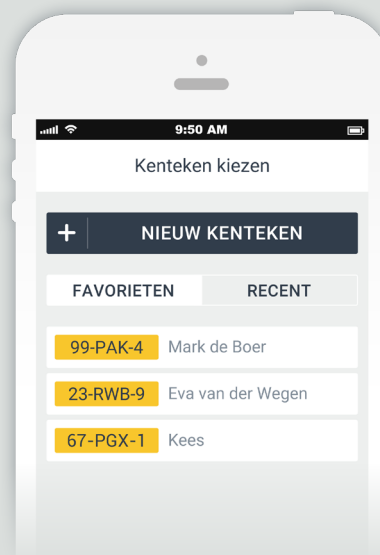 9:50 AM
Kenteken kiezen
+ NIEUW KENTEKEN
FAVORIETEN RECENT
99-PAK-4 Mark de Boer
23-RWB-9 Eva van der Wegen
67-PGX-1 Kees